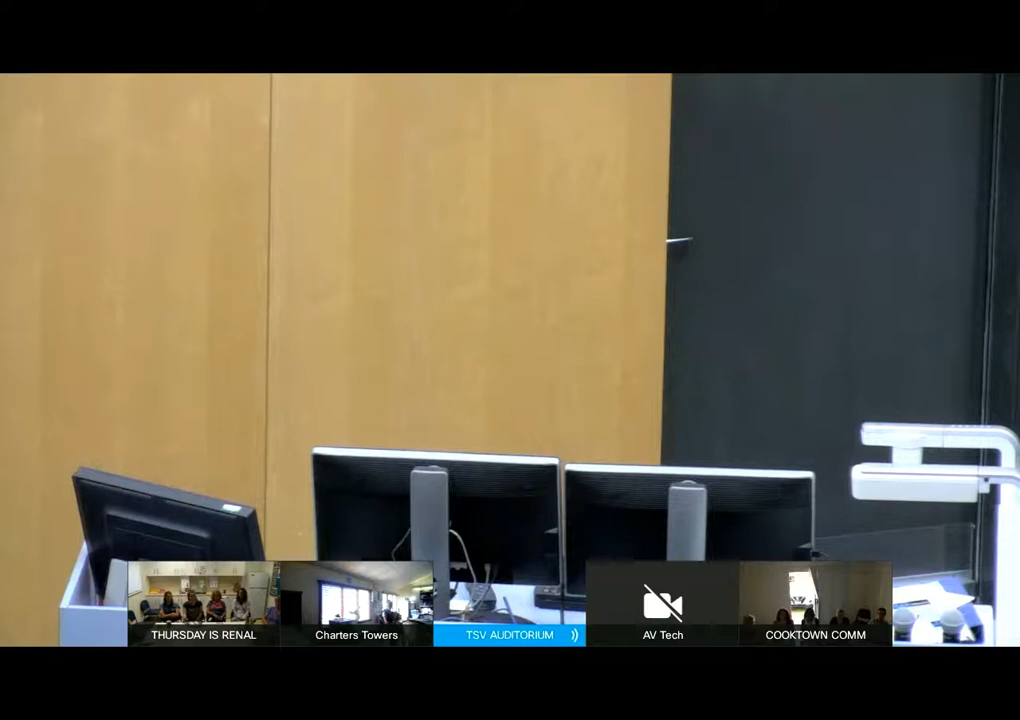 THURSDAY IS RENAL
Charters Towers
TSV AUDITORIUM
AV Tech
COOKTOWN COMM